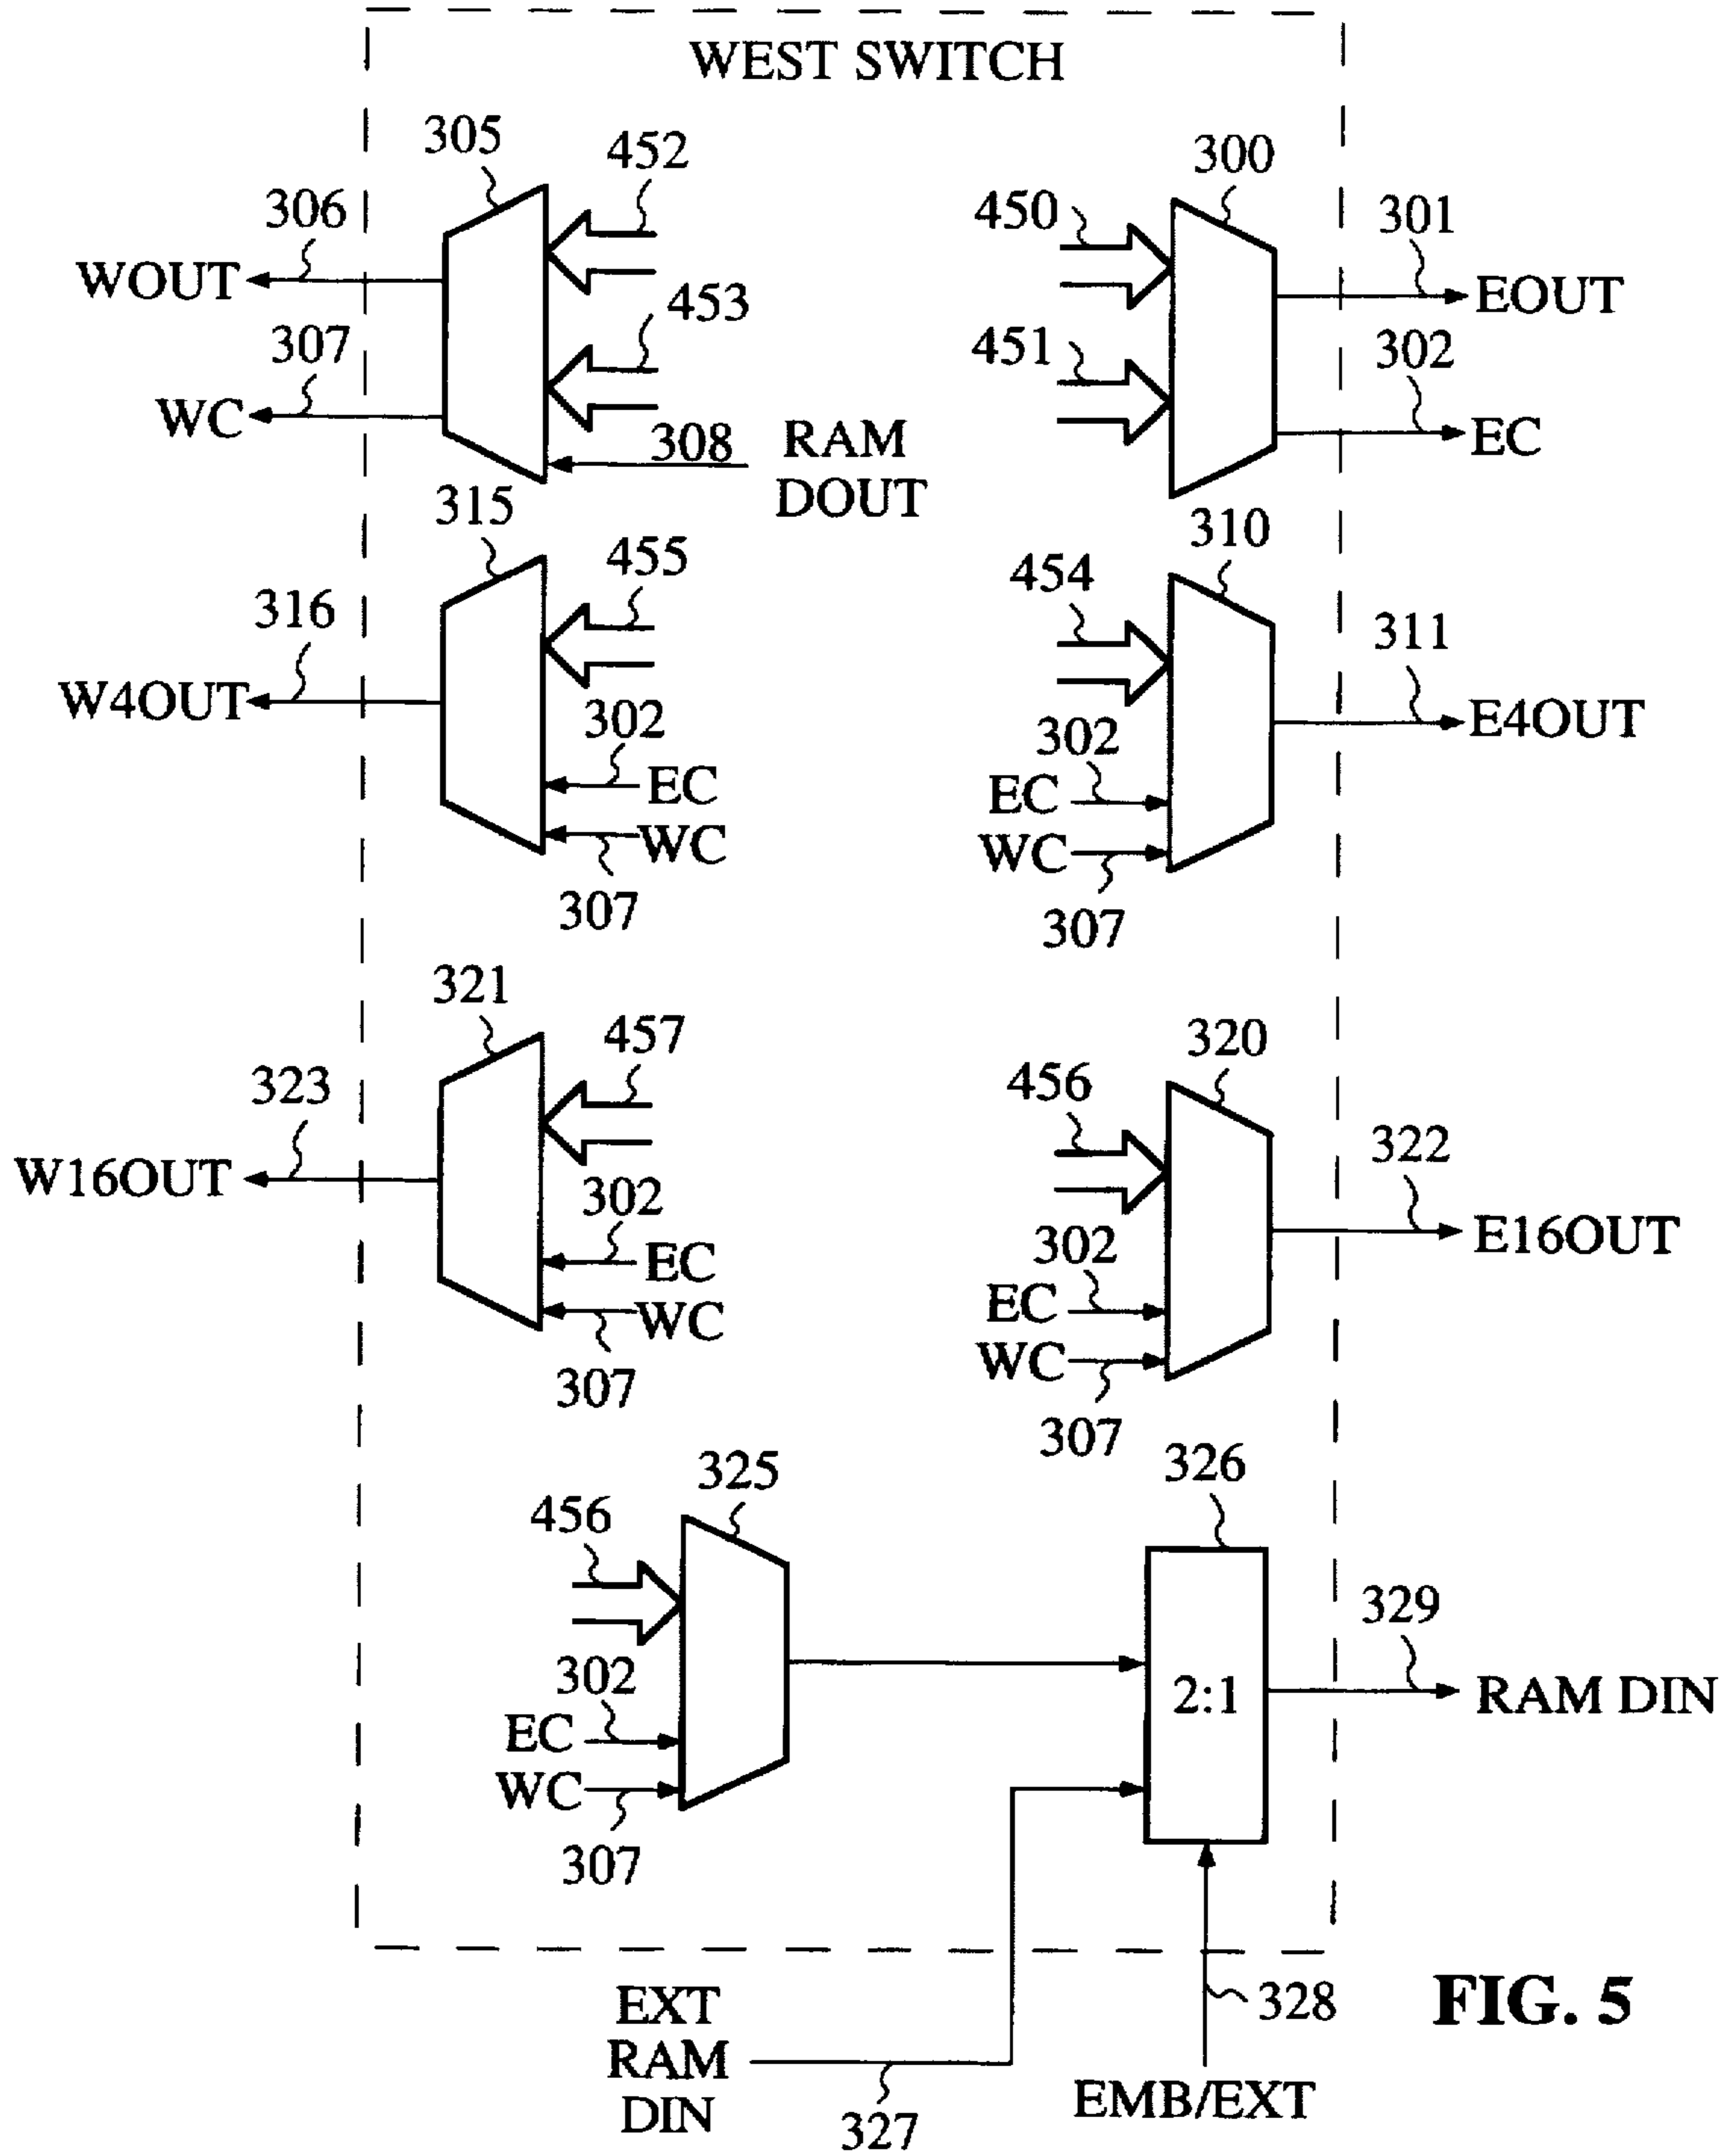 WEST SWITCH
305
452
300
450
306
301
WOUT
EOUT
453
451
307
302
WC
EC
308
RAM
DOUT
315
310
455
454
316
311
W4OUT
E4OUT
302
302
EC
EC
WC
WC
307
307
321
320
457
456
323
322
W16OUT
E16OUT
302
302
EC
EC
WC
WC
307
307
325
326
456
329
302
2:1
RAM DIN
EC
WC
307
328
FIG. 5
EXT
RAM
DIN
327
EMB/EXT